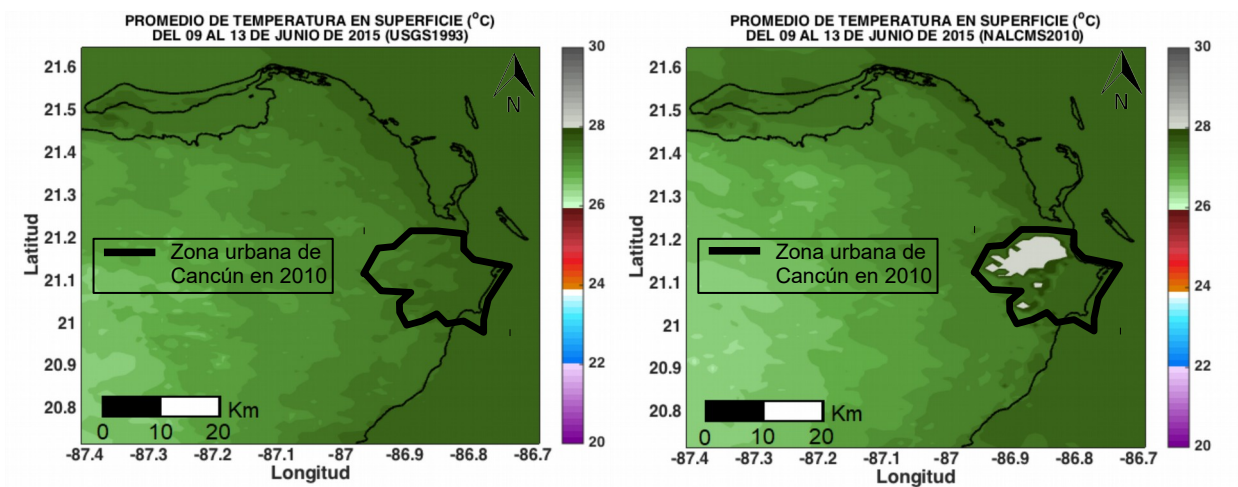 PROMEDIO DE TEMPERATURA EN SUPERFICIE (°C)
DEL 09 AL 13 DE JUNIO DE 2015 (USGS1993)
21.6
21.5
21.4
21.3
21.2
21.1
21
20.9
20.8
Latitud
N
Zona urbana de
Cancún en 2010
Km
0 10 20
-87.4 -87.3 -87.2 -87.1 -87 -86.9 -86.8 -86.7
Longitud
30
28
26
24
22
20
PROMEDIO DE TEMPERATURA EN SUPERFICIE (°C)
DEL 09 AL 13 DE JUNIO DE 2015 (NALCMS2010)
21.6
21.5
21.4
21.3
21.2
21.1
21
20.9
20.8
Latitud
N
Zona urbana de
Cancún en 2010
Km
0 10 20
-87.4 -87.3 -87.2 -87.1 -87 -86.9 -86.8 -86.7
Longitud
30
28
26
24
22
20